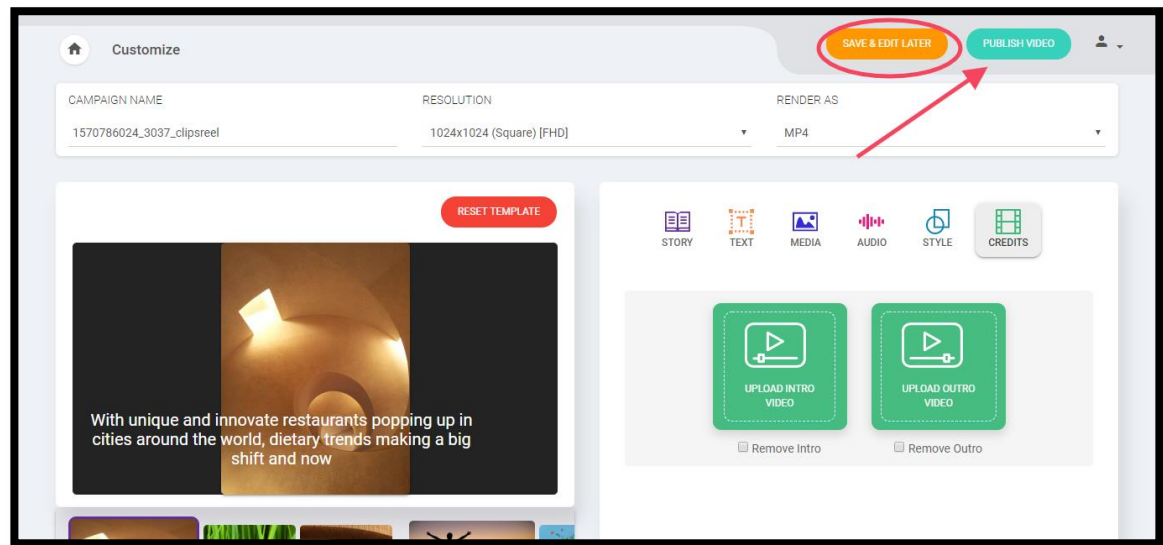 Customize
SAVE & EDIT LATER
PUBLISH VIDEO
CAMPAIGN NAME
RESOLUTION
RENDER AS
1570786024_3037_clipsreel
1024x1024 (Square) [FHD]
MP4
RESET TEMPLATE
With unique and innovate restaurants popping up in
cities around the world, dietary trends making a big
shift and now
STORY
TEXT
MEDIA
AUDIO
STYLE
CREDITS
UPLOAD INTRO
VIDEO
UPLOAD OUTRO
VIDEO
Remove Intro
Remove Outro